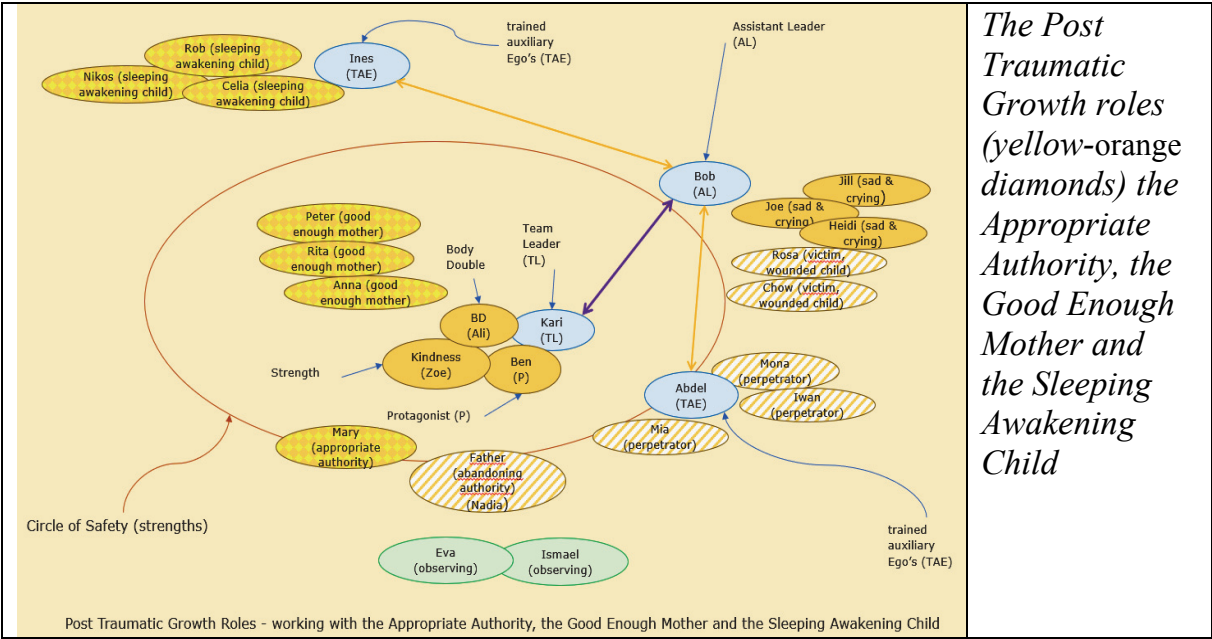 trained
auxiliary
Ego's (TAE)
Assistant Leader
(AL)
Rob (sleeping
awakening child)
Nikos (sleeping
awakening child)
Celia (sleeping
awakening child)
Ines
(TAE)
Bob
(AL)
Jill (sad &
crying)
Joe (sad &
crying)
Heidi (sad &
crying)
Rosa (victim,
wounded child)
Chow (victim,
wounded child)
Peter (good
enough mother)
Rita (good
enough mother)
Anna (good
enough mother)
Body
Double
Team
Leader
(TL)
BD
(Ali)
Kari
(TL)
Kindness
(Zoe)
Ben
(P)
Strength
Protagonist (P)
Mona
(perpetrator)
Iwan
(perpetrator)
Abdel
(TAE)
Mia
(perpetrator)
Mary
(appropriate
authority)
Father
(abandoning
authority)
(Nadia)
Circle of Safety (strengths)
trained
auxiliary
Ego's (TAE)
Eva
(observing)
Ismael
(observing)
Post Traumatic Growth Roles - working with the Appropriate Authority, the Good Enough Mother and the Sleeping Awakening Child
The Post
Traumatic
Growth roles
(yellow-orange
diamonds) the
Appropriate
Authority, the
Good Enough
Mother and
the Sleeping
Awakening
Child